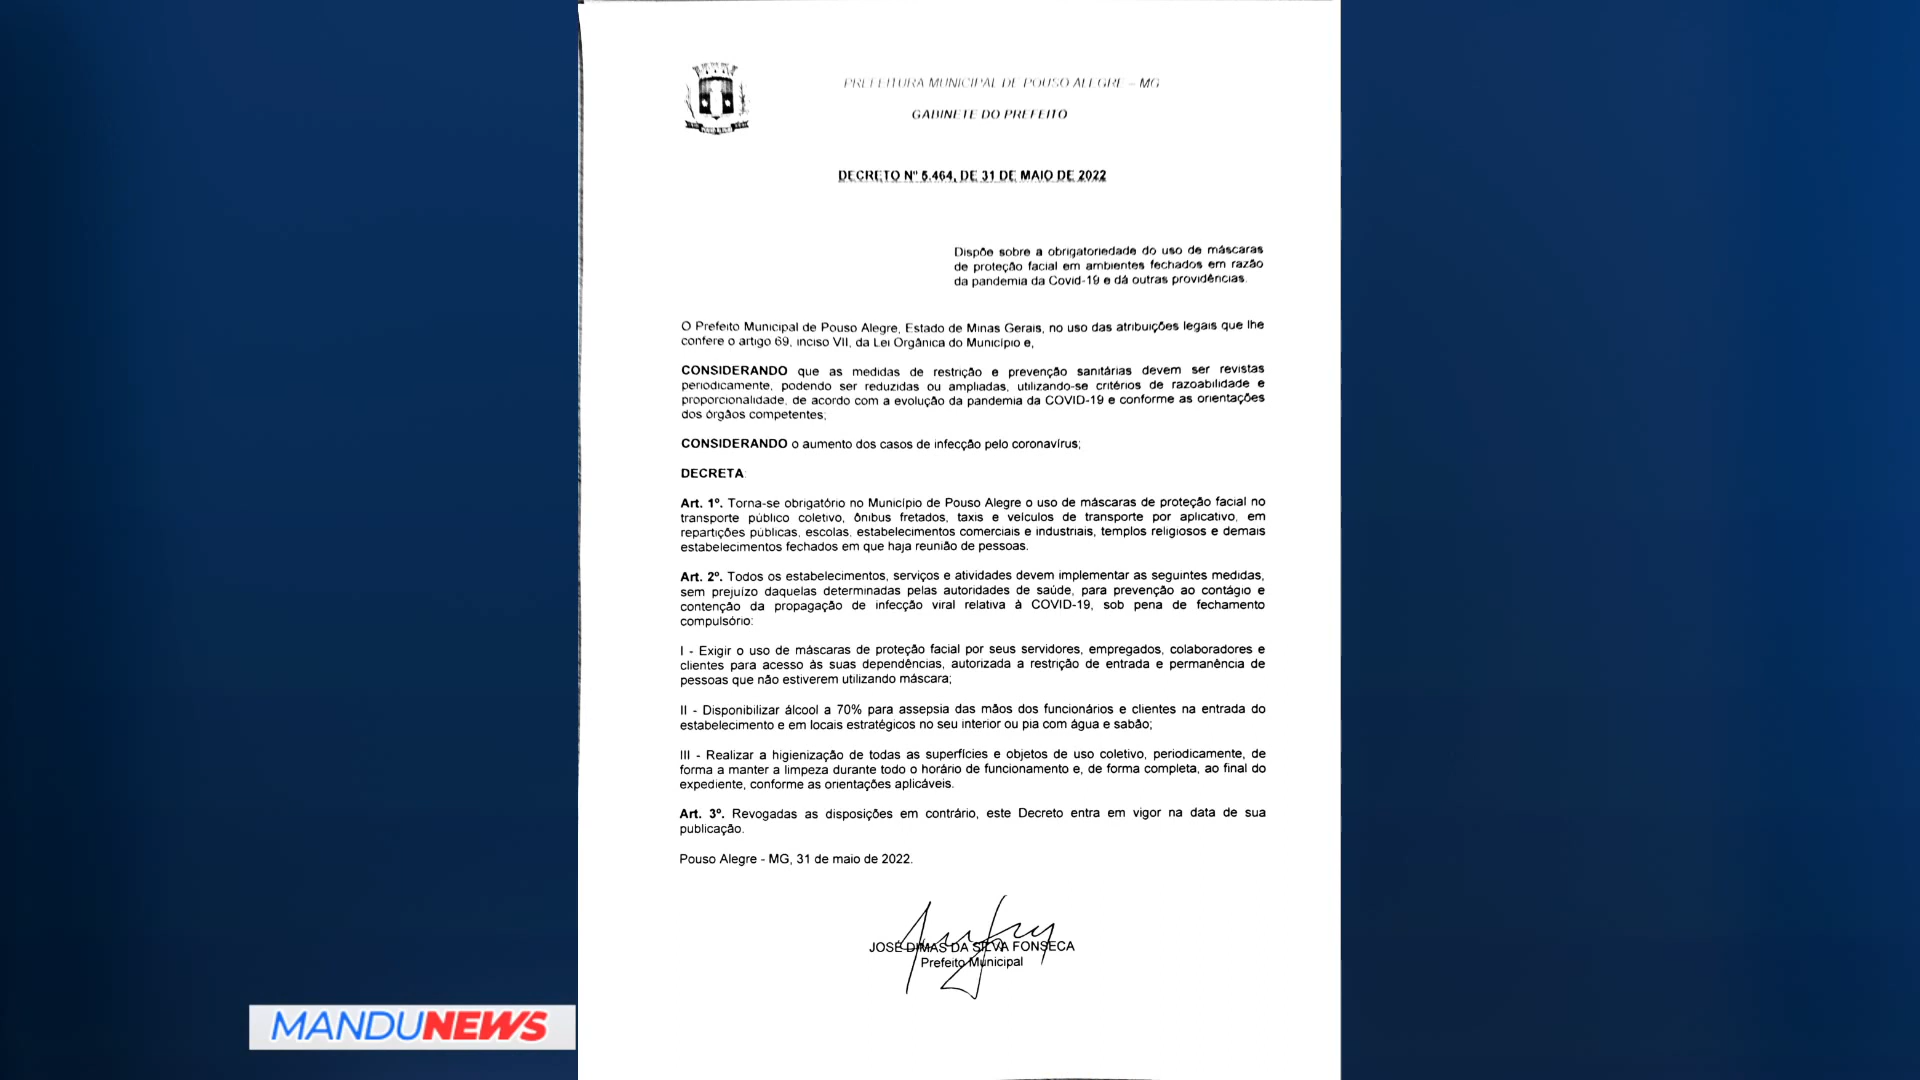 PREFEITURA MUNICIPAL DE POUSO ALEGRE – MG
GABINETE DO PREFEITO
DECRETO Nº 5.464, DE 31 DE MAIO DE 2022
Dispõe sobre a obrigatoriedade do uso de máscaras
de proteção facial em ambientes fechados em razão
da pandemia da Covid-19 e dá outras providências.
O Prefeito Municipal de Pouso Alegre, Estado de Minas Gerais, no uso das atribuições legais que lhe
confere o artigo 69, inciso VII, da Lei Orgânica do Município e,
CONSIDERANDO que as medidas de restrição e prevenção sanitárias devem ser revistas
periodicamente, podendo ser reduzidas ou ampliadas, utilizando-se critérios de razoabilidade e
proporcionalidade, de acordo com a evolução da pandemia da COVID-19 e conforme as orientações
dos órgãos competentes;
CONSIDERANDO o aumento dos casos de infecção pelo coronavírus;
DECRETA:
Art. 1º. Torna-se obrigatório no Município de Pouso Alegre o uso de máscaras de proteção facial no
transporte público coletivo, ônibus fretados, taxis e veículos de transporte por aplicativo, em
repartições públicas, escolas, estabelecimentos comerciais e industriais, templos religiosos e demais
estabelecimentos fechados em que haja reunião de pessoas.
Art. 2º. Todos os estabelecimentos, serviços e atividades devem implementar as seguintes medidas,
sem prejuízo daquelas determinadas pelas autoridades de saúde, para prevenção ao contágio e
contenção da propagação de infecção viral relativa à COVID-19, sob pena de fechamento
compulsório:
I - Exigir o uso de máscaras de proteção facial por seus servidores, empregados, colaboradores e
clientes para acesso às suas dependências, autorizada a restrição de entrada e permanência de
pessoas que não estiverem utilizando máscara;
II - Disponibilizar álcool a 70% para assepsia das mãos dos funcionários e clientes na entrada do
estabelecimento e em locais estratégicos no seu interior ou pia com água e sabão;
III - Realizar a higienização de todas as superfícies e objetos de uso coletivo, periodicamente, de
forma a manter a limpeza durante todo o horário de funcionamento e, de forma completa, ao final do
expediente, conforme as orientações aplicáveis.
Art. 3º. Revogadas as disposições em contrário, este Decreto entra em vigor na data de sua
publicação.
Pouso Alegre - MG, 31 de maio de 2022.
JOSÉ DIMAS DA SILVA FONSECA
Prefeito Municipal
MANDUNEWS